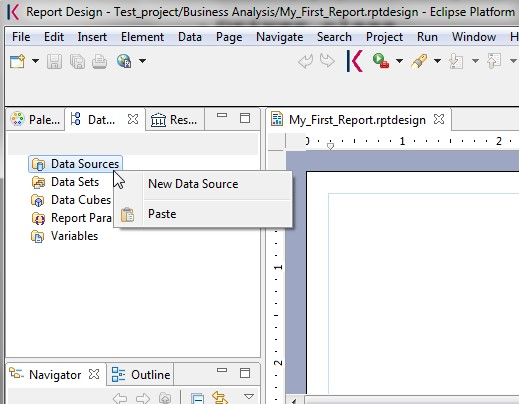 Report Design - Test_project/Business Analysis/My_First_Report.rptdesign - Eclipse Platform
File Edit Insert Element Data Page Navigate Search Project Run Window H
Pale... Dat... Res... My_First_Report.rptdesign
1 2
Data Sources
Data Sets
Data Cubes
Report Para
Variables
New Data Source
Paste
1
2
Navigator Outline